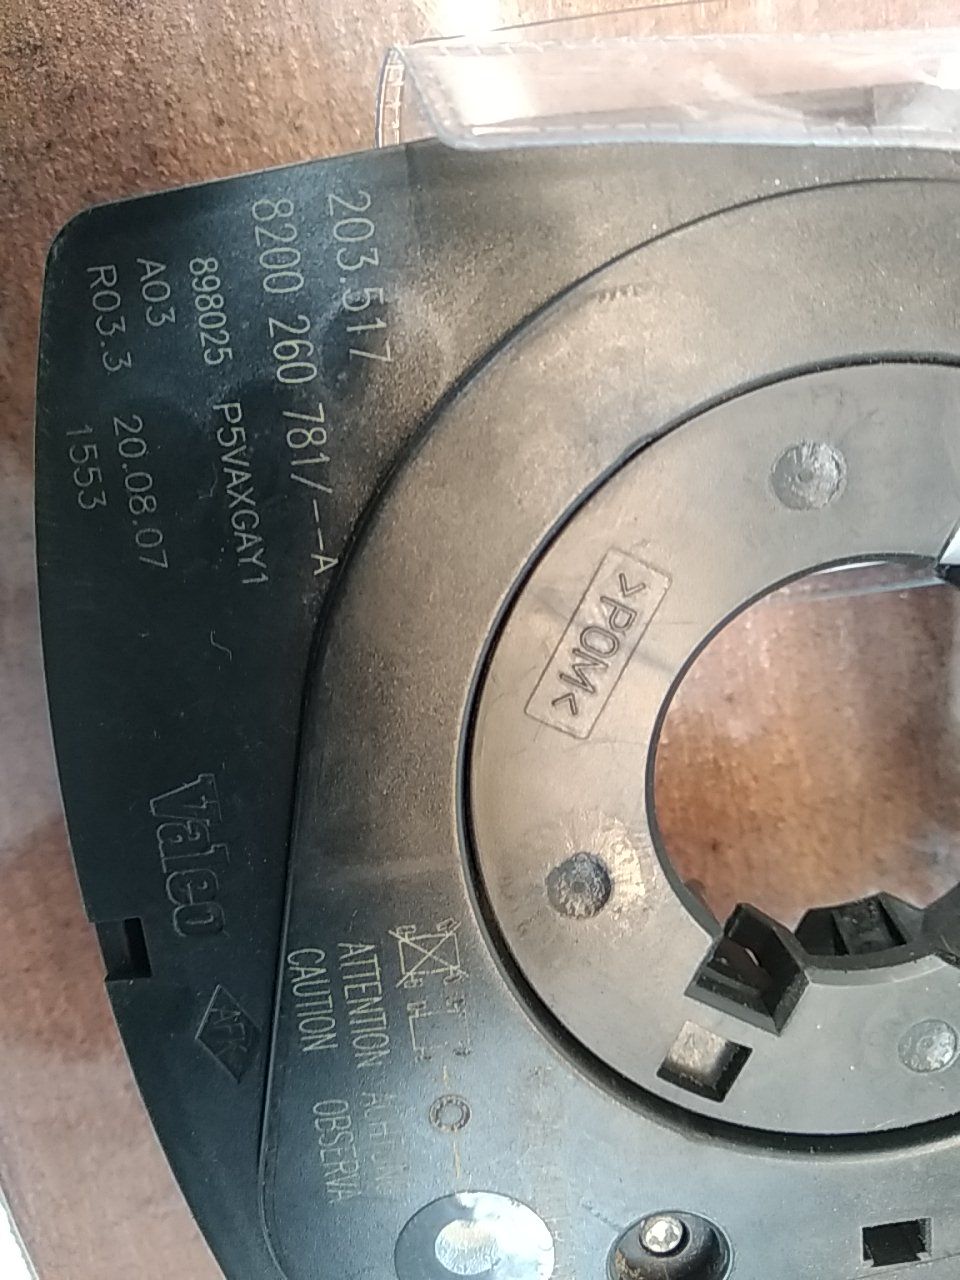 203.517
8200 260 781/--A
898025 P5VAXGAY1
A03 20.08.07
R03.3 1553
>POM<
Valeo
AFK
ATTENTION
CAUTION OBSERVA